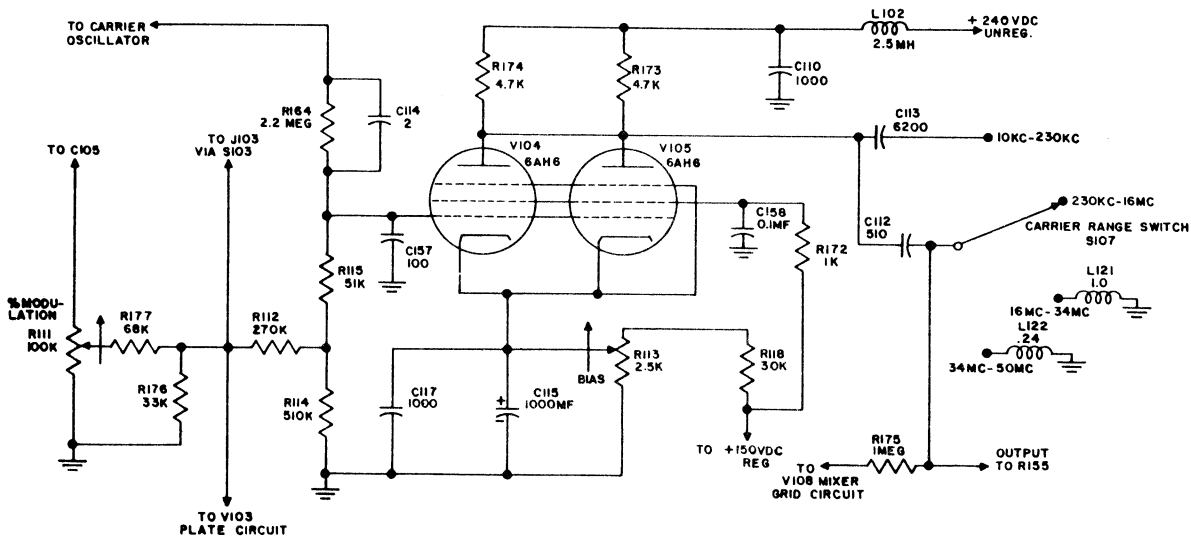 TO CARRIER
OSCILLATOR
L102
2.5MH
+ 240VDC
UNREG.
R174
4.7K
R173
4.7K
C110
1000
R164
2.2 MEG
C114
2
TO C105
TO J103
VIA S103
V104
6AH6
V105
6AH6
C113
6200
10KC-230KC
230KC-16MC
CARRIER RANGE SWITCH
S107
C112
510
C157
100
C158
0.1MF
R172
1K
R115
51K
L121
1.0
16MC-34MC
L122
.24
34MC-50MC
%MODU-
LATION
R111
100K
R177
68K
R112
270K
R176
33K
R114
510K
C117
1000
C115
1000MF
+
-
BIAS
R113
2.5K
R118
30K
TO +150VDC
REG
R175
1MEG
TO
V108 MIXER
GRID CIRCUIT
OUTPUT
TO R155
TO V103
PLATE CIRCUIT